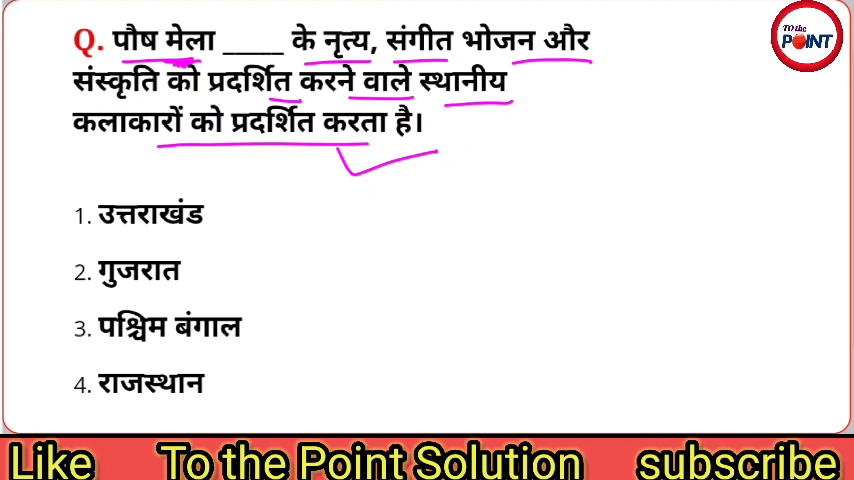 TO the
POINT
Q. पौष मेला _____ के नृत्य, संगीत भोजन और
संस्कृति को प्रदर्शित करने वाले स्थानीय
कलाकारों को प्रदर्शित करता है।
1. उत्तराखंड
2. गुजरात
3. पश्चिम बंगाल
4. राजस्थान
Like To the Point Solution subscribe